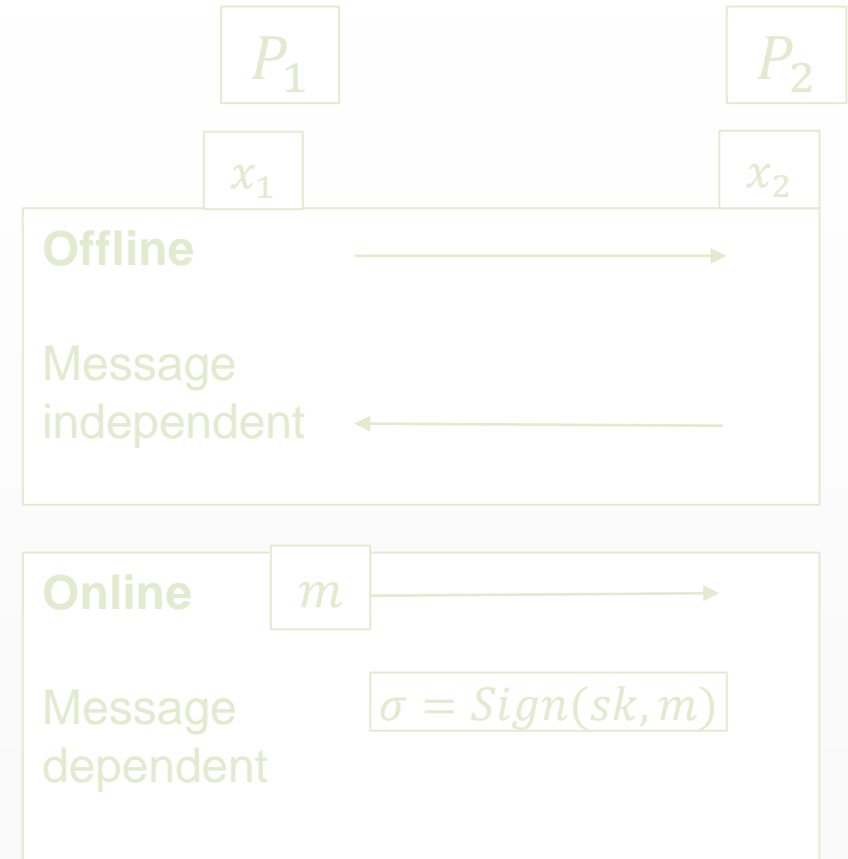 P₁ P₂
x₁ x₂
Offline
Message
independent
Online m
Message σ = Sign(sk, m)
dependent